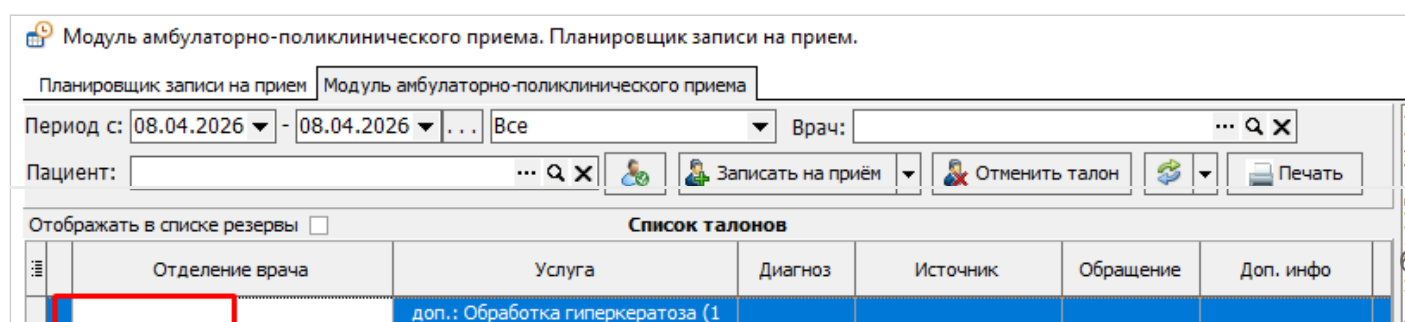 Модуль амбулаторно-поликлинического приема. Планировщик записи на прием.
Планировщик записи на прием Модуль амбулаторно-поликлинического приема
Период с: 08.04.2026 - 08.04.2026 ... Все Врач: ...
Пациент: ... Записать на приём Отменить талон Печать
Отображать в списке резервы Список талонов
Отделение врача Услуга Диагноз Источник Обращение Доп. инфо
доп.: Обработка гиперкератоза (1